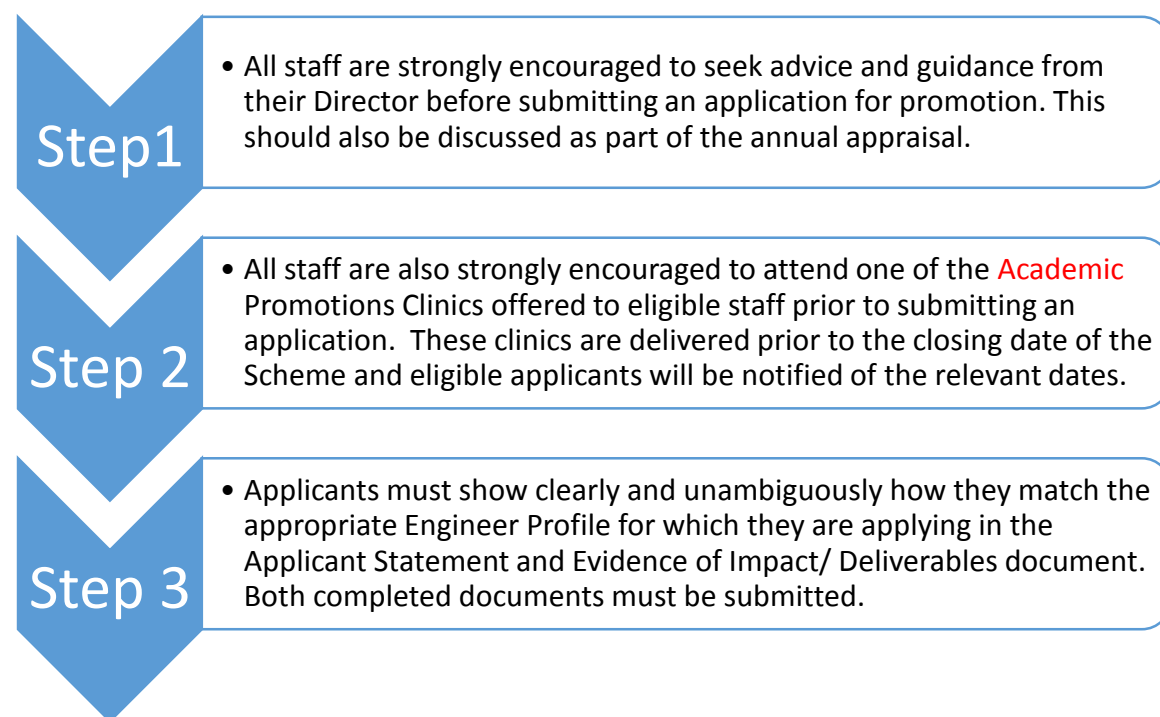 Step1
• All staff are strongly encouraged to seek advice and guidance from
their Director before submitting an application for promotion. This
should also be discussed as part of the annual appraisal.
Step 2
• All staff are also strongly encouraged to attend one of the Academic
Promotions Clinics offered to eligible staff prior to submitting an
application.  These clinics are delivered prior to the closing date of the
Scheme and eligible applicants will be notified of the relevant dates.
Step 3
• Applicants must show clearly and unambiguously how they match the
appropriate Engineer Profile for which they are applying in the
Applicant Statement and Evidence of Impact/ Deliverables document.
Both completed documents must be submitted.